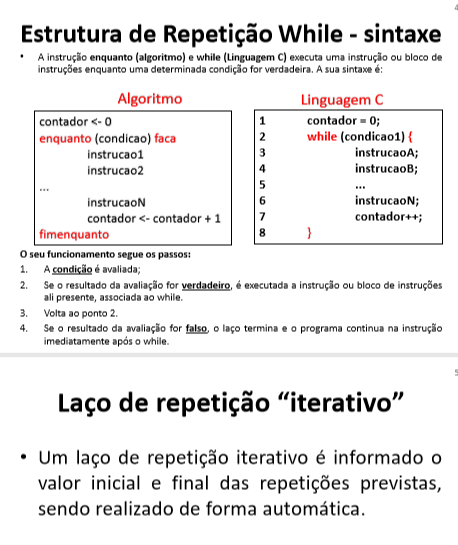 4
Estrutura de Repetição While - sintaxe
• A instrução enquanto (algoritmo) e while (Linguagem C) executa uma instrução ou bloco de
instruções enquanto uma determinada condição for verdadeira. A sua sintaxe é:
Algoritmo
contador <- 0
enquanto (condicao) faca
instrucao1
instrucao2
...
instrucaoN
contador <- contador + 1
fimenquanto
Linguagem C
1 contador = 0;
2 while (condicao1) {
3 instrucaoA;
4 instrucaoB;
5 ...
6 instrucaoN;
7 contador++;
8 }
O seu funcionamento segue os passos:
1. A condição é avaliada;
2. Se o resultado da avaliação for verdadeiro, é executada a instrução ou bloco de instruções
ali presente, associada ao while.
3. Volta ao ponto 2.
4. Se o resultado da avaliação for falso, o laço termina e o programa continua na instrução
imediatamente após o while.
5
Laço de repetição “iterativo”
• Um laço de repetição iterativo é informado o
valor inicial e final das repetições previstas,
sendo realizado de forma automática.